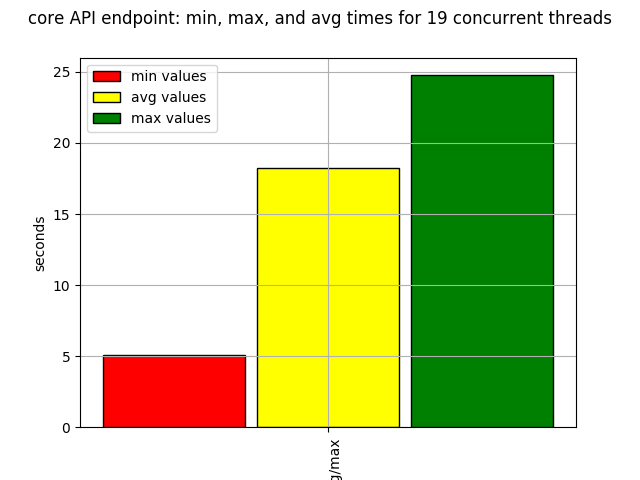 core API endpoint: min, max, and avg times for 19 concurrent threads
min values
avg values
max values
25
20
15
10
5
0
seconds
g/max